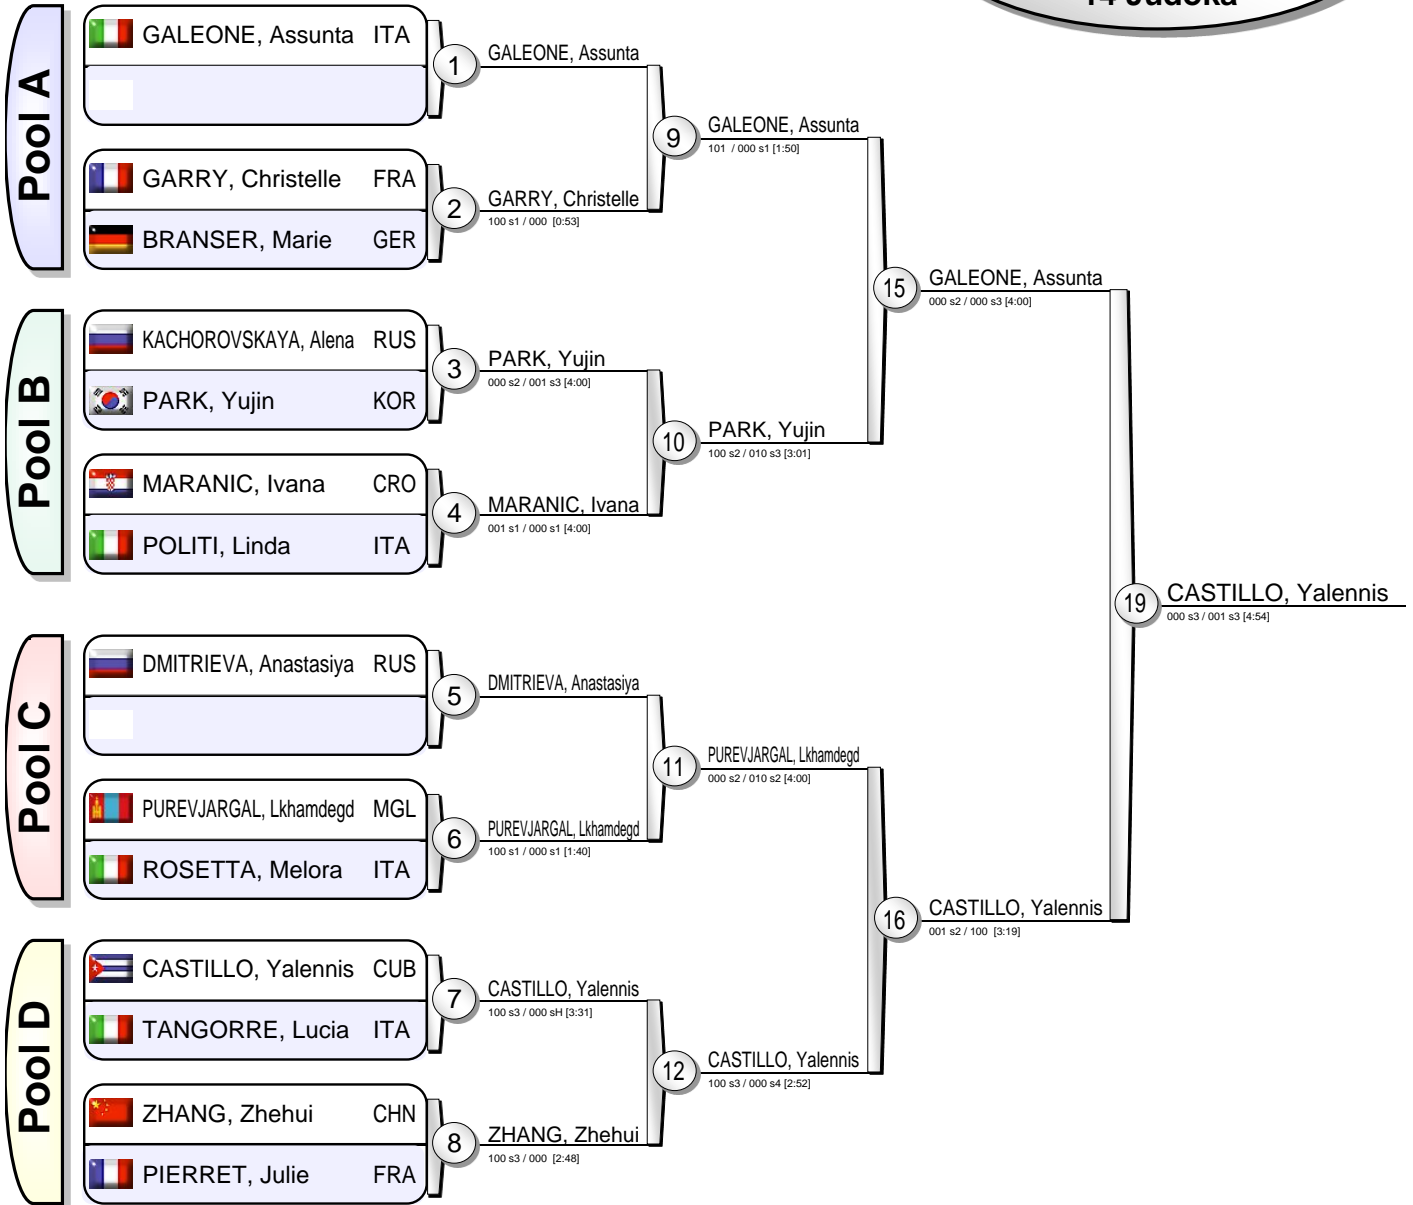 14 Judoka
Pool A
GALEONE, Assunta ITA
1
GALEONE, Assunta
GARRY, Christelle FRA
BRANSER, Marie GER
2
GARRY, Christelle
100 s1 / 000 [0:53]
9
GALEONE, Assunta
101 / 000 s1 [1:50]
Pool B
KACHOROVSKAYA, Alena RUS
PARK, Yujin KOR
3
PARK, Yujin
000 s2 / 001 s3 [4:00]
MARANIC, Ivana CRO
POLITI, Linda ITA
4
MARANIC, Ivana
001 s1 / 000 s1 [4:00]
10
PARK, Yujin
100 s2 / 010 s3 [3:01]
15
GALEONE, Assunta
000 s2 / 000 s3 [4:00]
Pool C
DMITRIEVA, Anastasiya RUS
5
DMITRIEVA, Anastasiya
PUREVJARGAL, Lkhamdegd MGL
ROSETTA, Melora ITA
6
PUREVJARGAL, Lkhamdegd
100 s1 / 000 s1 [1:40]
11
PUREVJARGAL, Lkhamdegd
000 s2 / 010 s2 [4:00]
Pool D
CASTILLO, Yalennis CUB
TANGORRE, Lucia ITA
7
CASTILLO, Yalennis
100 s3 / 000 sH [3:31]
ZHANG, Zhehui CHN
PIERRET, Julie FRA
8
ZHANG, Zhehui
100 s3 / 000 [2:48]
12
CASTILLO, Yalennis
100 s3 / 000 s4 [2:52]
16
CASTILLO, Yalennis
001 s2 / 100 [3:19]
19
CASTILLO, Yalennis
000 s3 / 001 s3 [4:54]